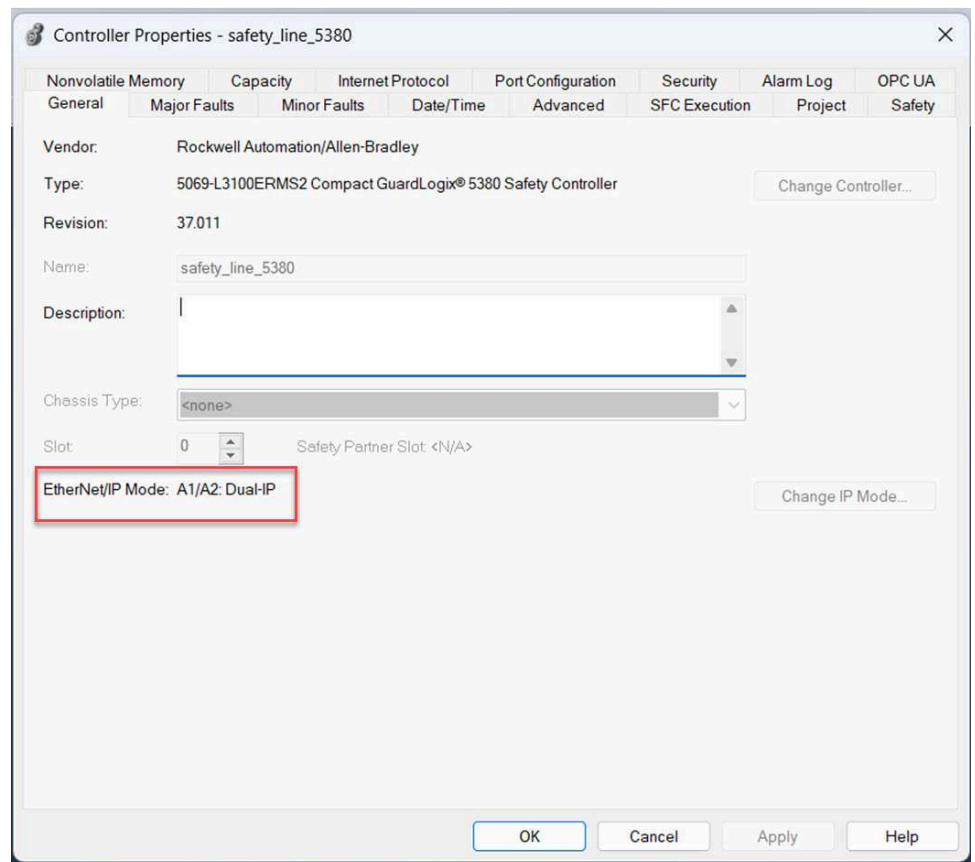 Controller Properties - safety_line_5380
Nonvolatile Memory Capacity Internet Protocol Port Configuration Security Alarm Log OPC UA
General Major Faults Minor Faults Date/Time Advanced SFC Execution Project Safety
Vendor: Rockwell Automation/Allen-Bradley
Type: 5069-L3100ERMS2 Compact GuardLogix® 5380 Safety Controller Change Controller...
Revision: 37.011
Name: safety_line_5380
Description:
Chassis Type: <none>
Slot: 0 Safety Partner Slot: <N/A>
EtherNet/IP Mode: A1/A2: Dual-IP Change IP Mode...
OK Cancel Apply Help